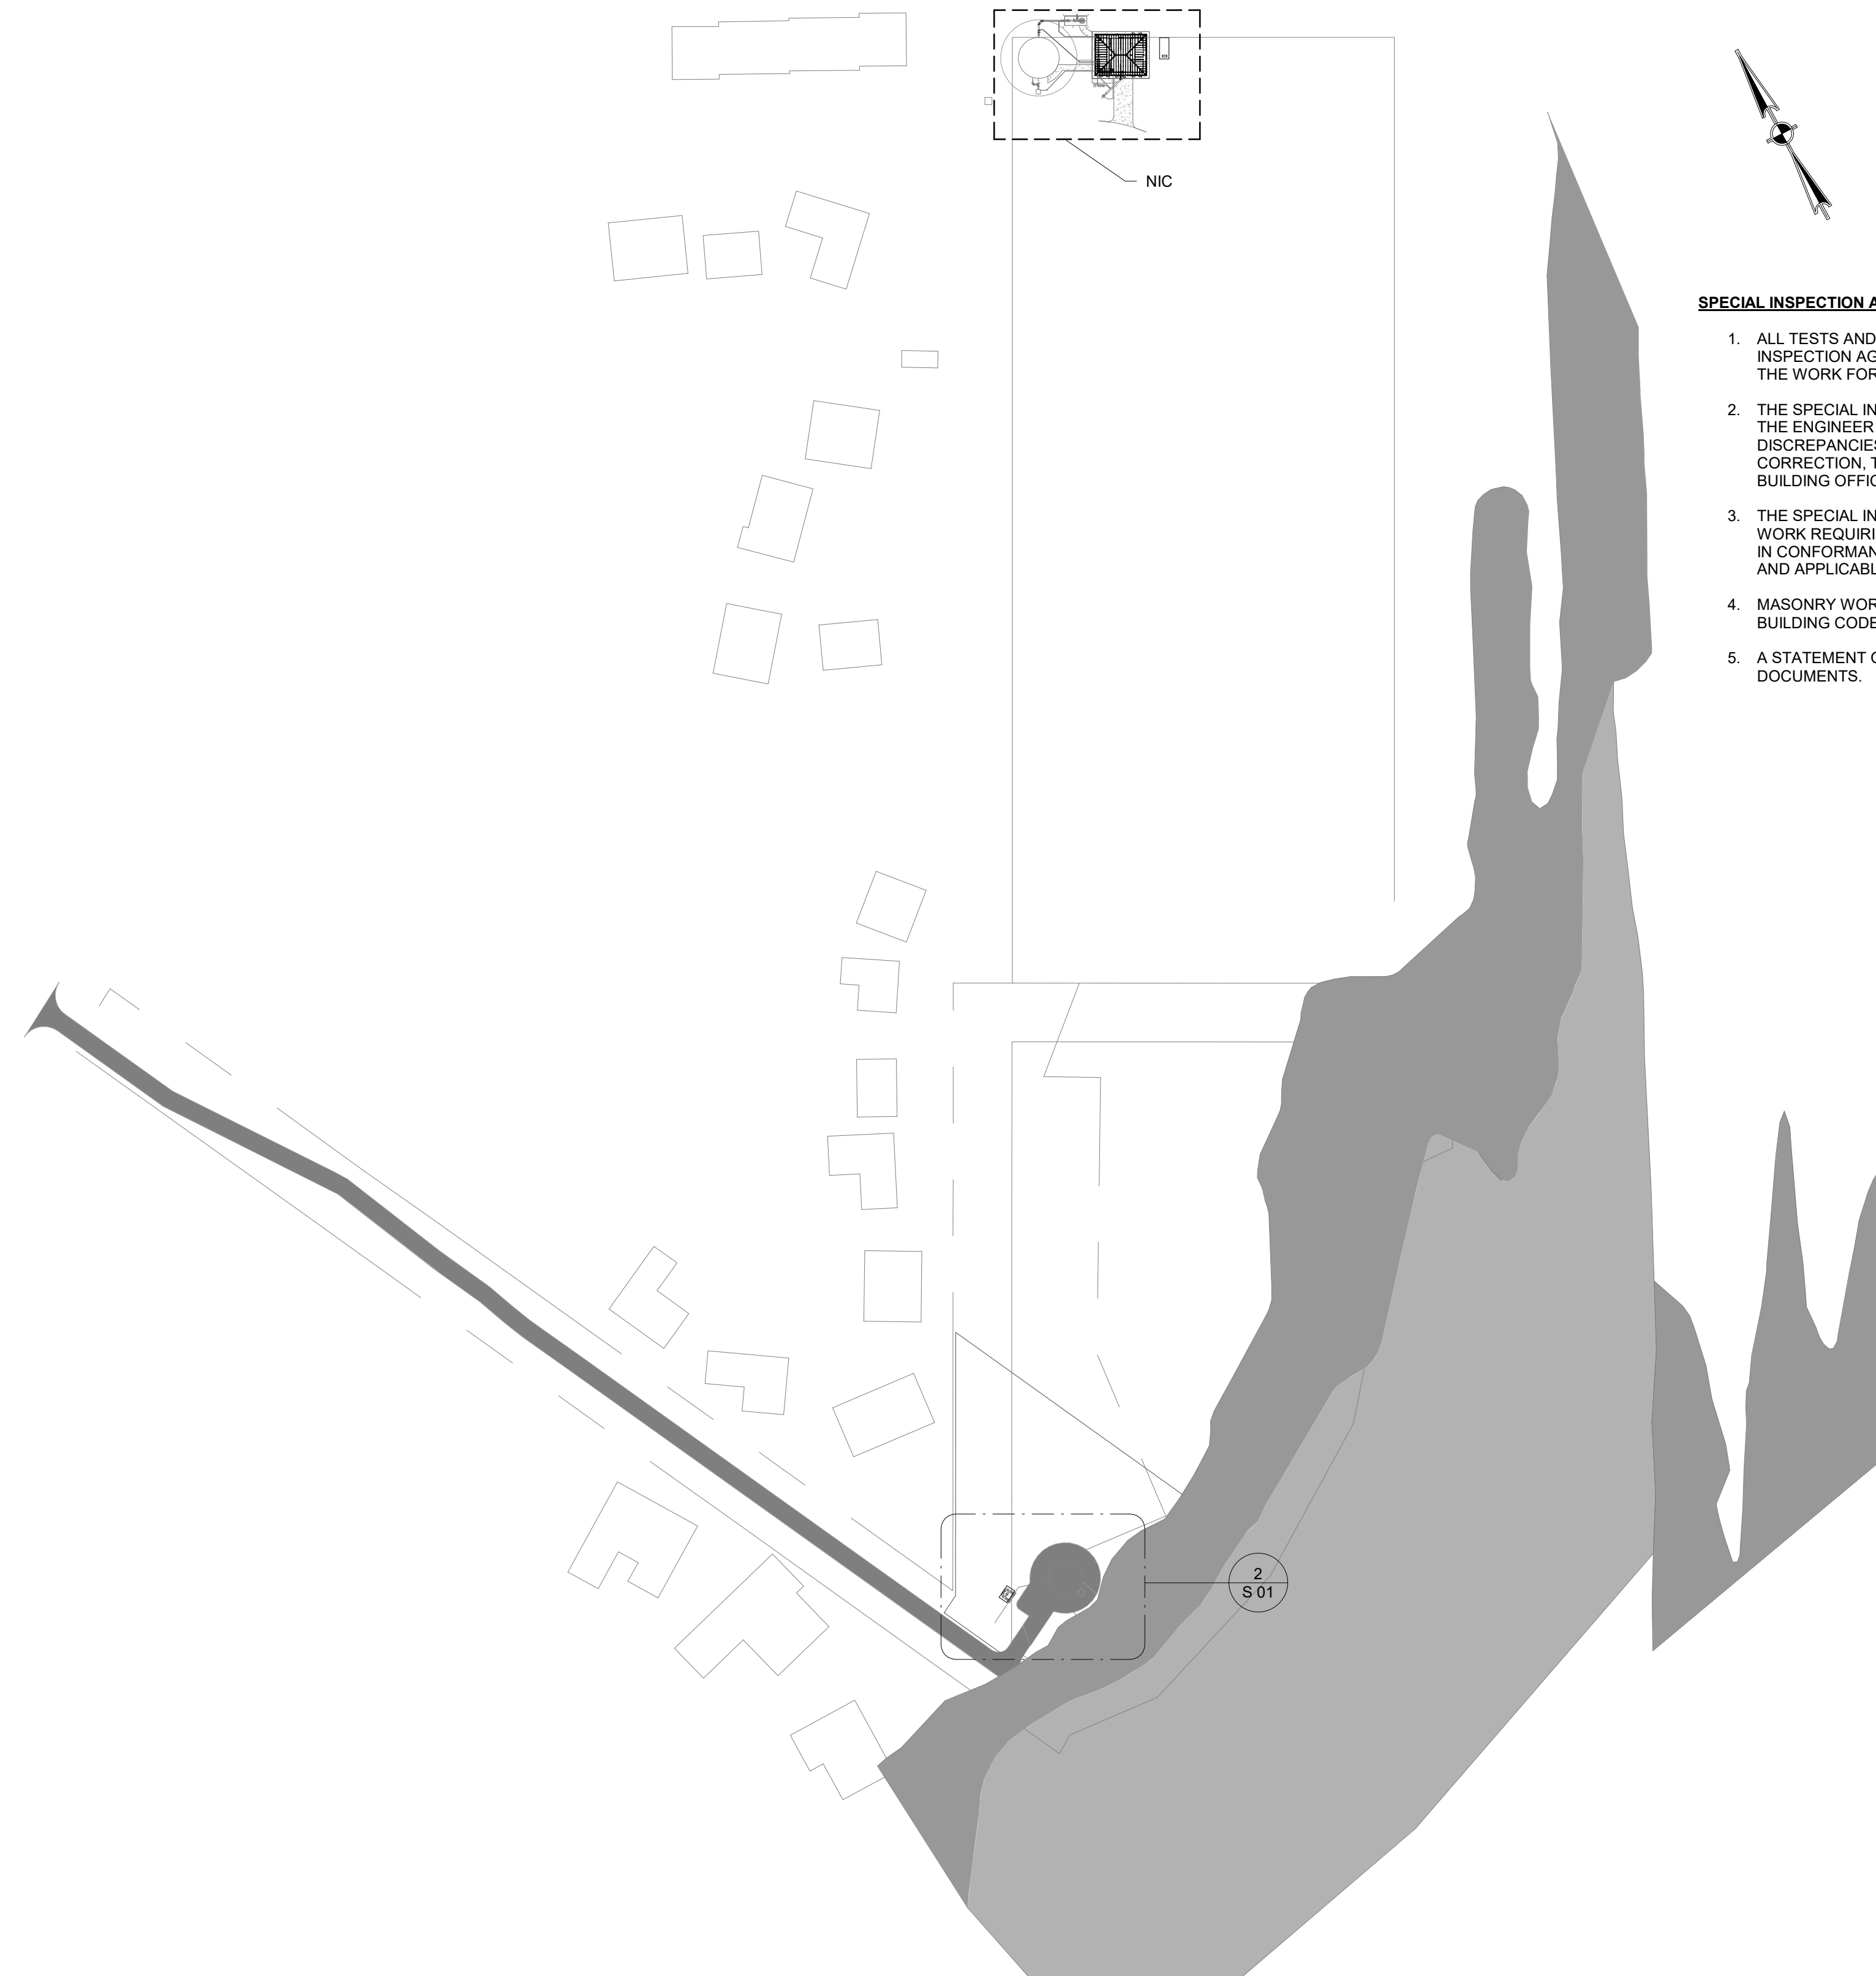 NIC
SPECIAL INSPECTION A
1. ALL TESTS AND
INSPECTION AG
THE WORK FOR
2. THE SPECIAL IN
THE ENGINEER
DISCREPANCIES
CORRECTION, T
BUILDING OFFIC
3. THE SPECIAL IN
WORK REQUIRI
IN CONFORMAN
AND APPLICABL
4. MASONRY WOR
BUILDING CODE
5. A STATEMENT O
DOCUMENTS.
2
S 01